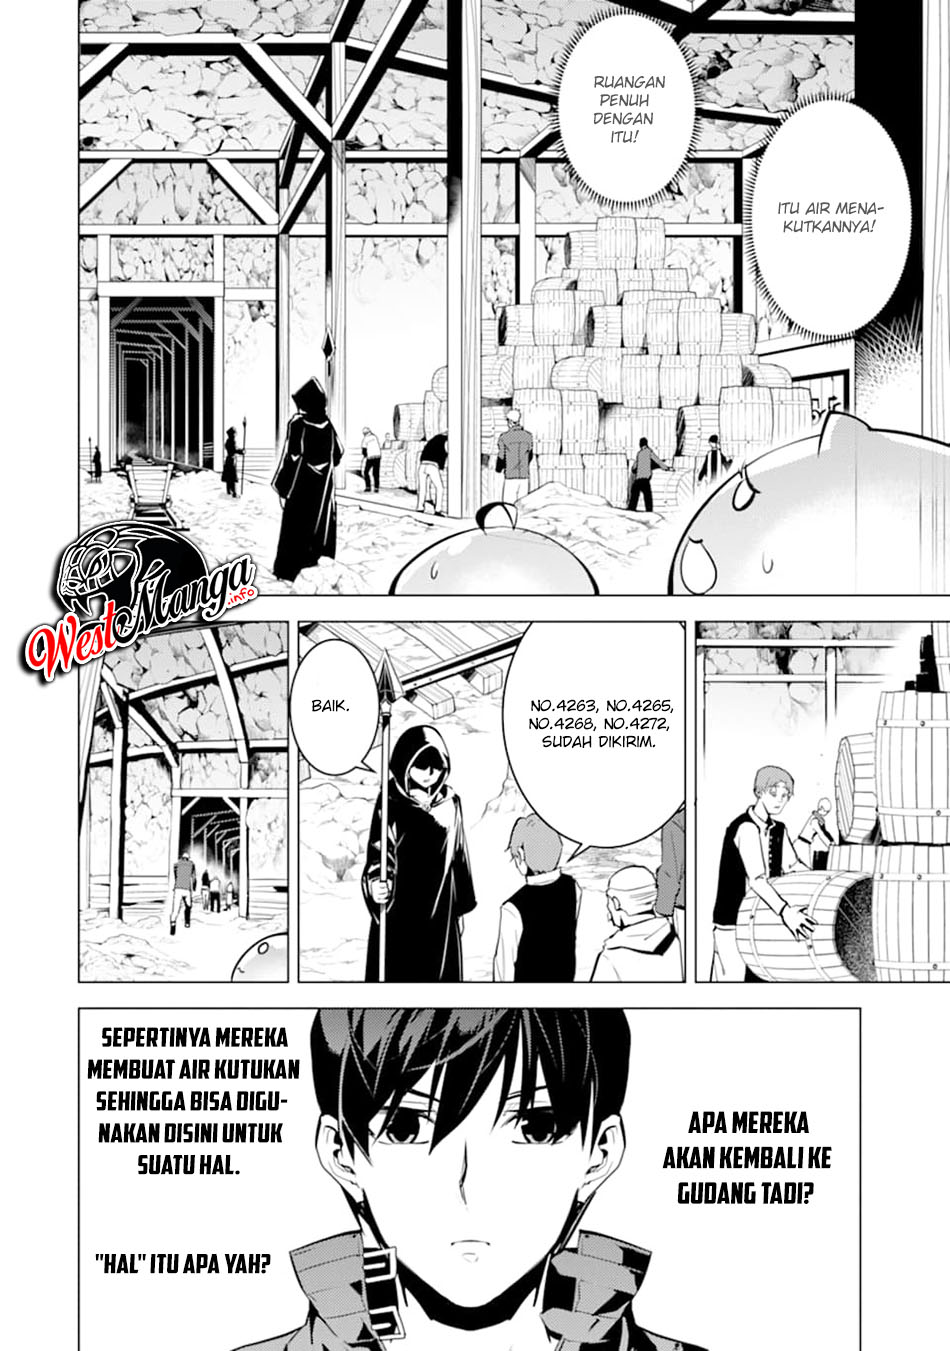 ITU AIR MENA-
KUTKANNYA!
RUANGAN
PENUH
DENGAN
ITU!
WestManga
.info
NO.4263, NO.4265,
NO.4268, NO.4272,
SUDAH DIKIRIM.
BAIK.
APA MEREKA
AKAN KEMBALI KE
GUDANG TADI?
SEPERTINYA MEREKA
MEMBUAT AIR KUTUKAN
SEHINGGA BISA DIGU-
NAKAN DISINI UNTUK
SUATU HAL.
"HAL" ITU APA YAH?